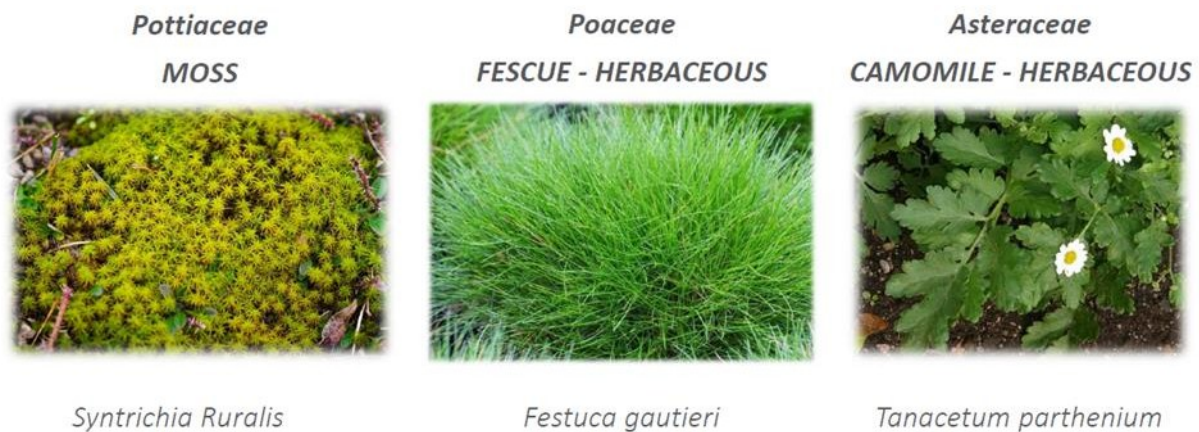 Pottiaceae
MOSS
Poaceae
FESCUE - HERBACEOUS
Asteraceae
CAMOMILE - HERBACEOUS
Syntrichia Ruralis
Festuca gautieri
Tanacetum parthenium